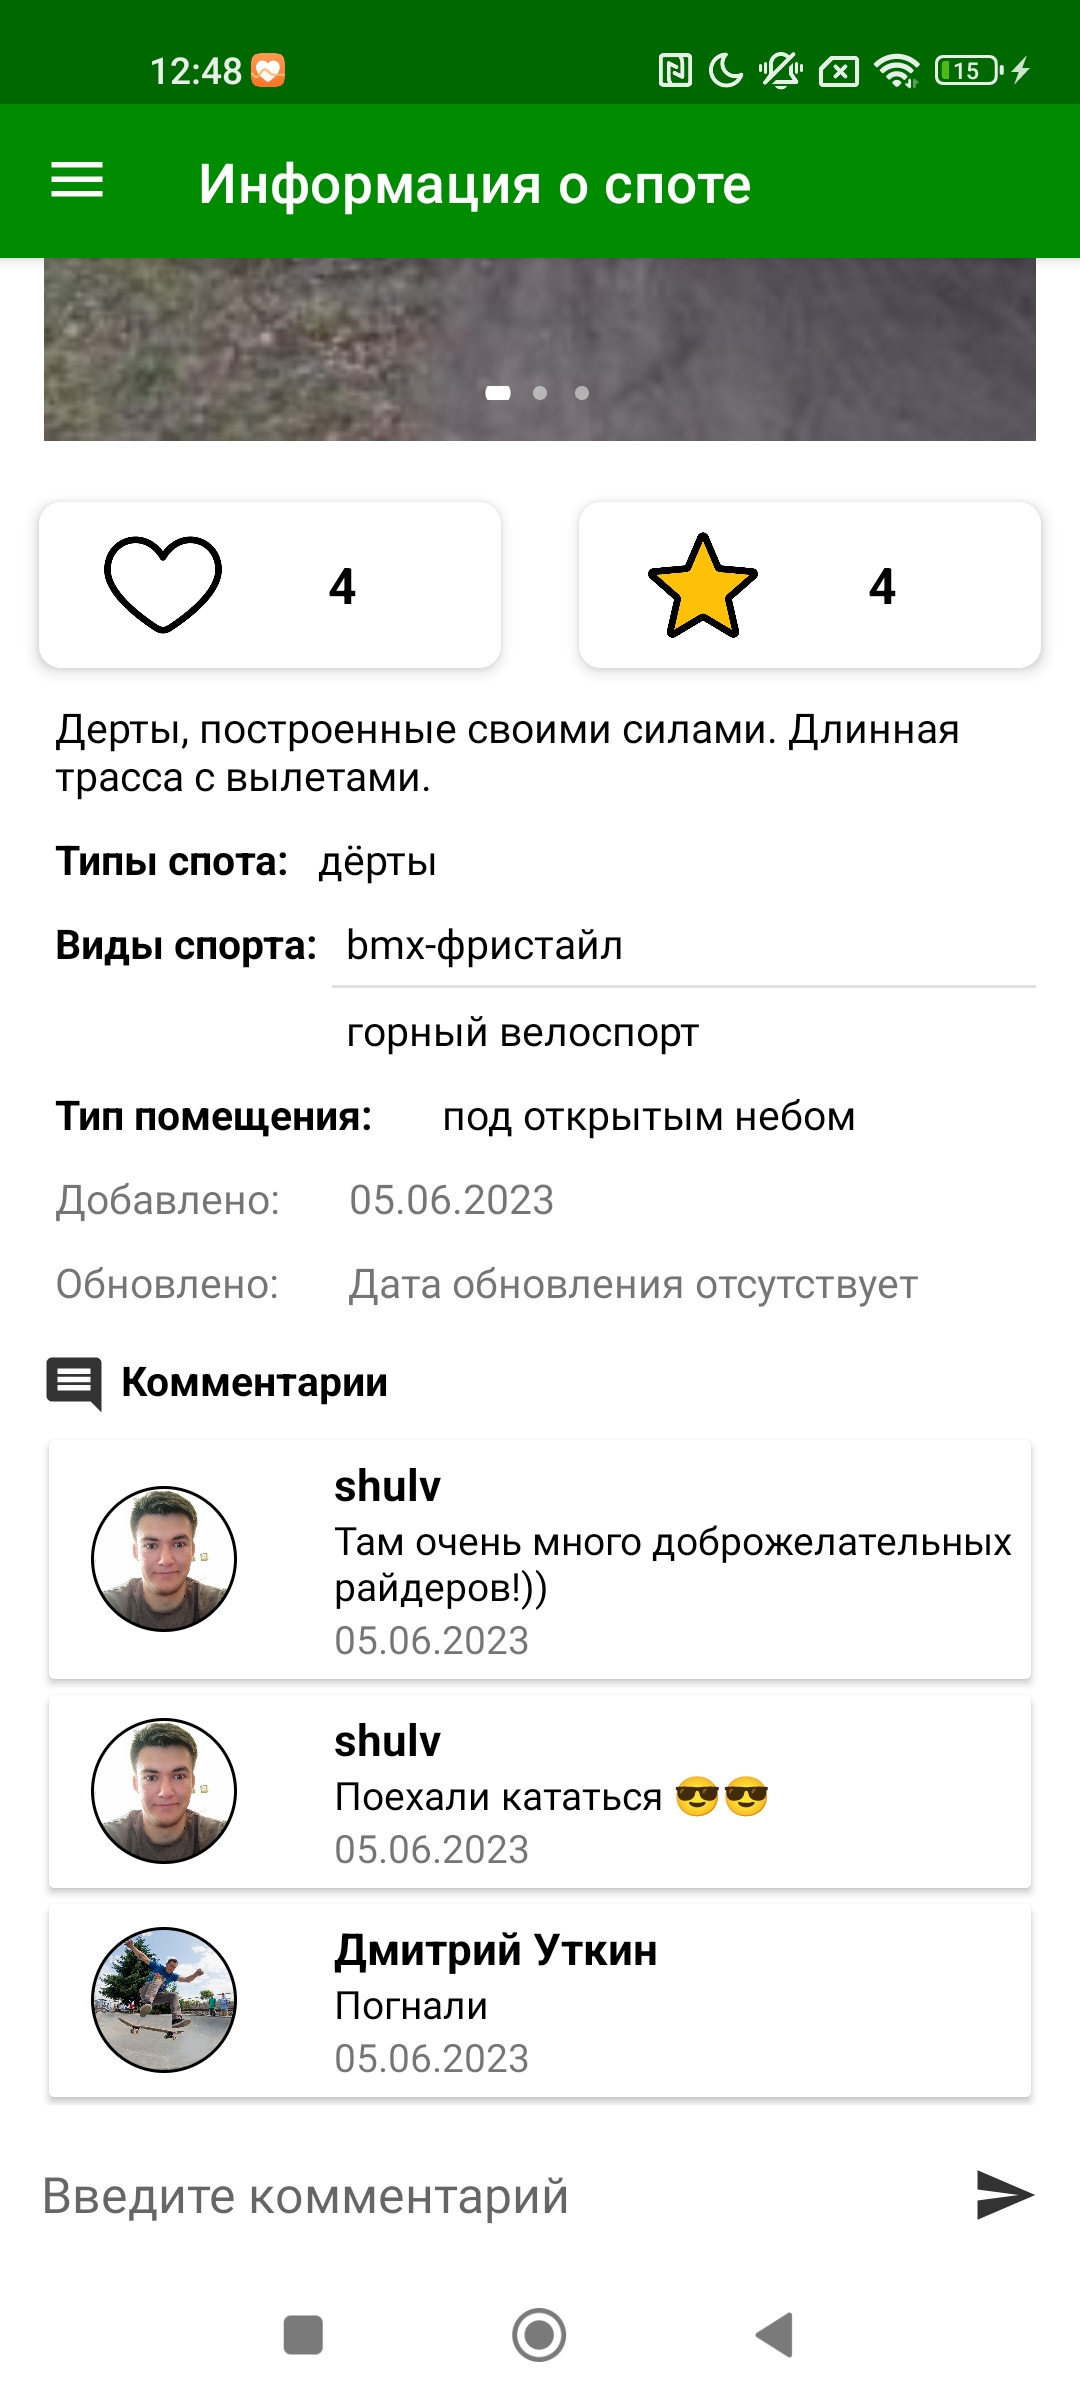 12:48
15
Информация о споте
4
4
Дерты, построенные своими силами. Длинная
трасса с вылетами.
Типы спота: дёрты
Виды спорта: bmx-фристайл
горный велоспорт
Тип помещения: под открытым небом
Добавлено: 05.06.2023
Обновлено: Дата обновления отсутствует
Комментарии
shulv
Там очень много доброжелательных
райдеров!))
05.06.2023
shulv
Поехали кататься 😎😎
05.06.2023
Дмитрий Уткин
Погнали
05.06.2023
Введите комментарий